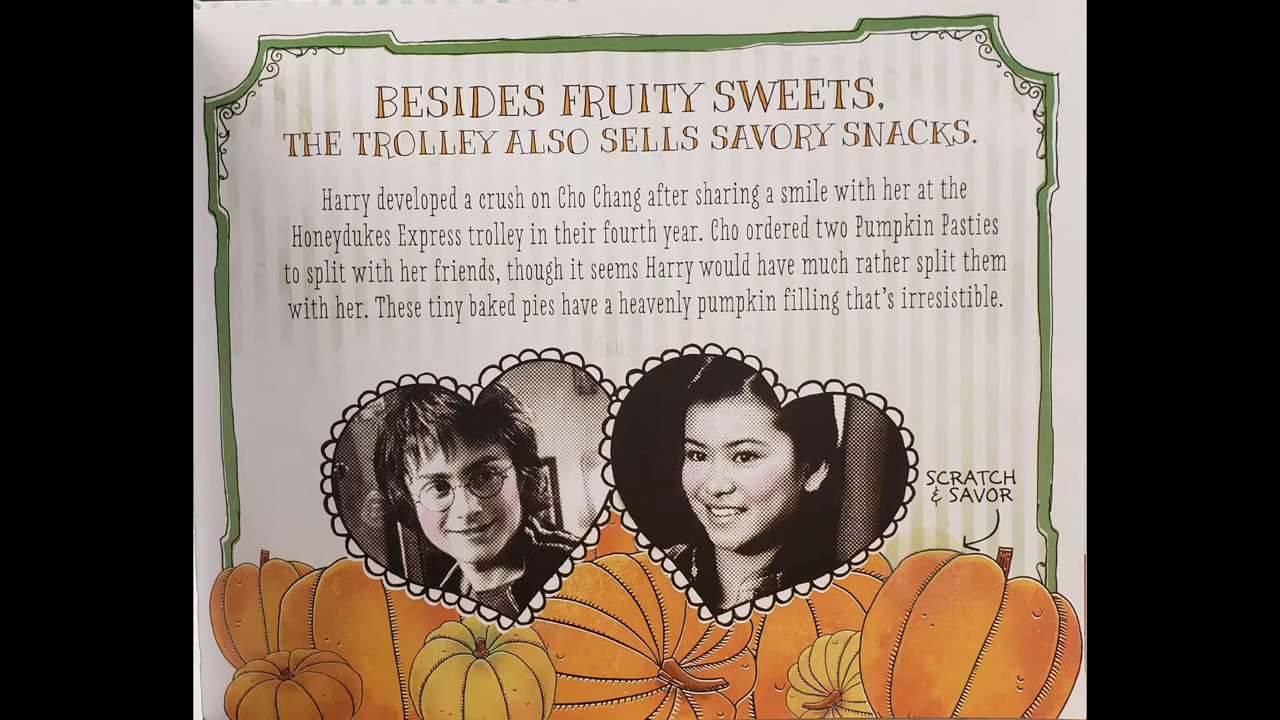 BESIDES FRUITY SWEETS,
THE TROLLEY ALSO SELLS SAVORY SNACKS.
Harry developed a crush on Cho Chang after sharing a smile with her at the
Honeydukes Express trolley in their fourth year. Cho ordered two Pumpkin Pasties
to split with her friends, though it seems Harry would have much rather split them
with her. These tiny baked pies have a heavenly pumpkin filling that's irresistible.
SCRATCH
& SAVOR